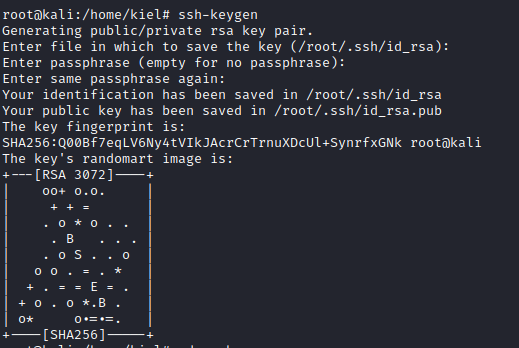 root@kali:/home/kiel# ssh-keygen
Generating public/private rsa key pair.
Enter file in which to save the key (/root/.ssh/id_rsa):
Enter passphrase (empty for no passphrase):
Enter same passphrase again:
Your identification has been saved in /root/.ssh/id_rsa
Your public key has been saved in /root/.ssh/id_rsa.pub
The key fingerprint is:
SHA256:Q00Bf7eqLV6Ny4tVIkJAcrCrTrnuXDcUl+SynrfxGNk root@kali
The key's randomart image is:
+---[RSA 3072]----+
|    oo+ o.o.     |
|     + + =       |
|    . o * o . .  |
|     . B   . . . |
|    . o S . . o  |
|   o o . = . *   |
|  + . = = E = .  |
| + o . o *.B .   |
| o*     o•=•=.   |
+----[SHA256]-----+